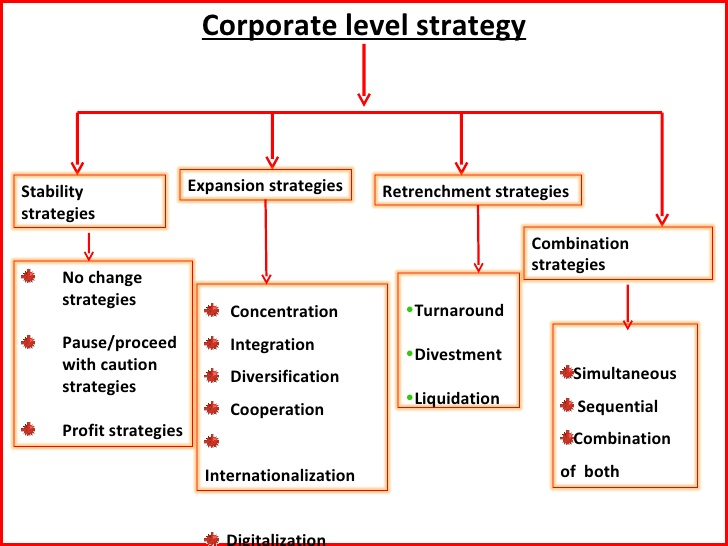 Corporate level strategy
Stability
strategies
Expansion strategies
Retrenchment strategies
Combination
strategies
No change
strategies
Pause/proceed
with caution
strategies
Profit strategies
Concentration
Integration
Diversification
Cooperation
Internationalization
Digitalization
•Turnaround
•Divestment
•Liquidation
Simultaneous
Sequential
Combination
of both